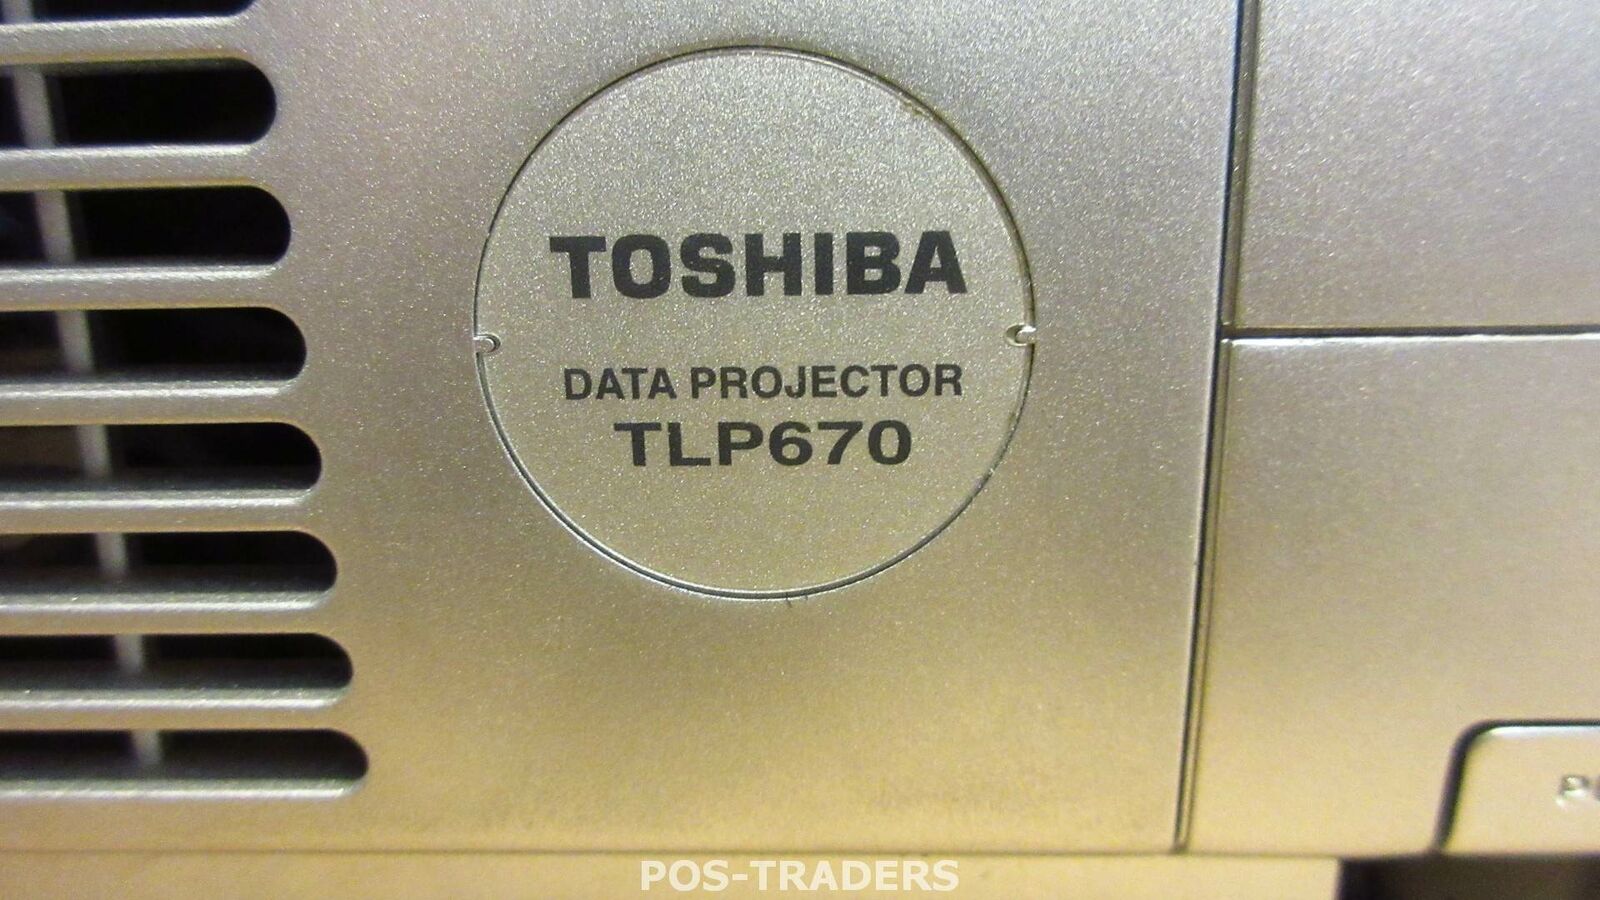 TOSHIBA
DATA PROJECTOR
TLP670
POS-TRADERS